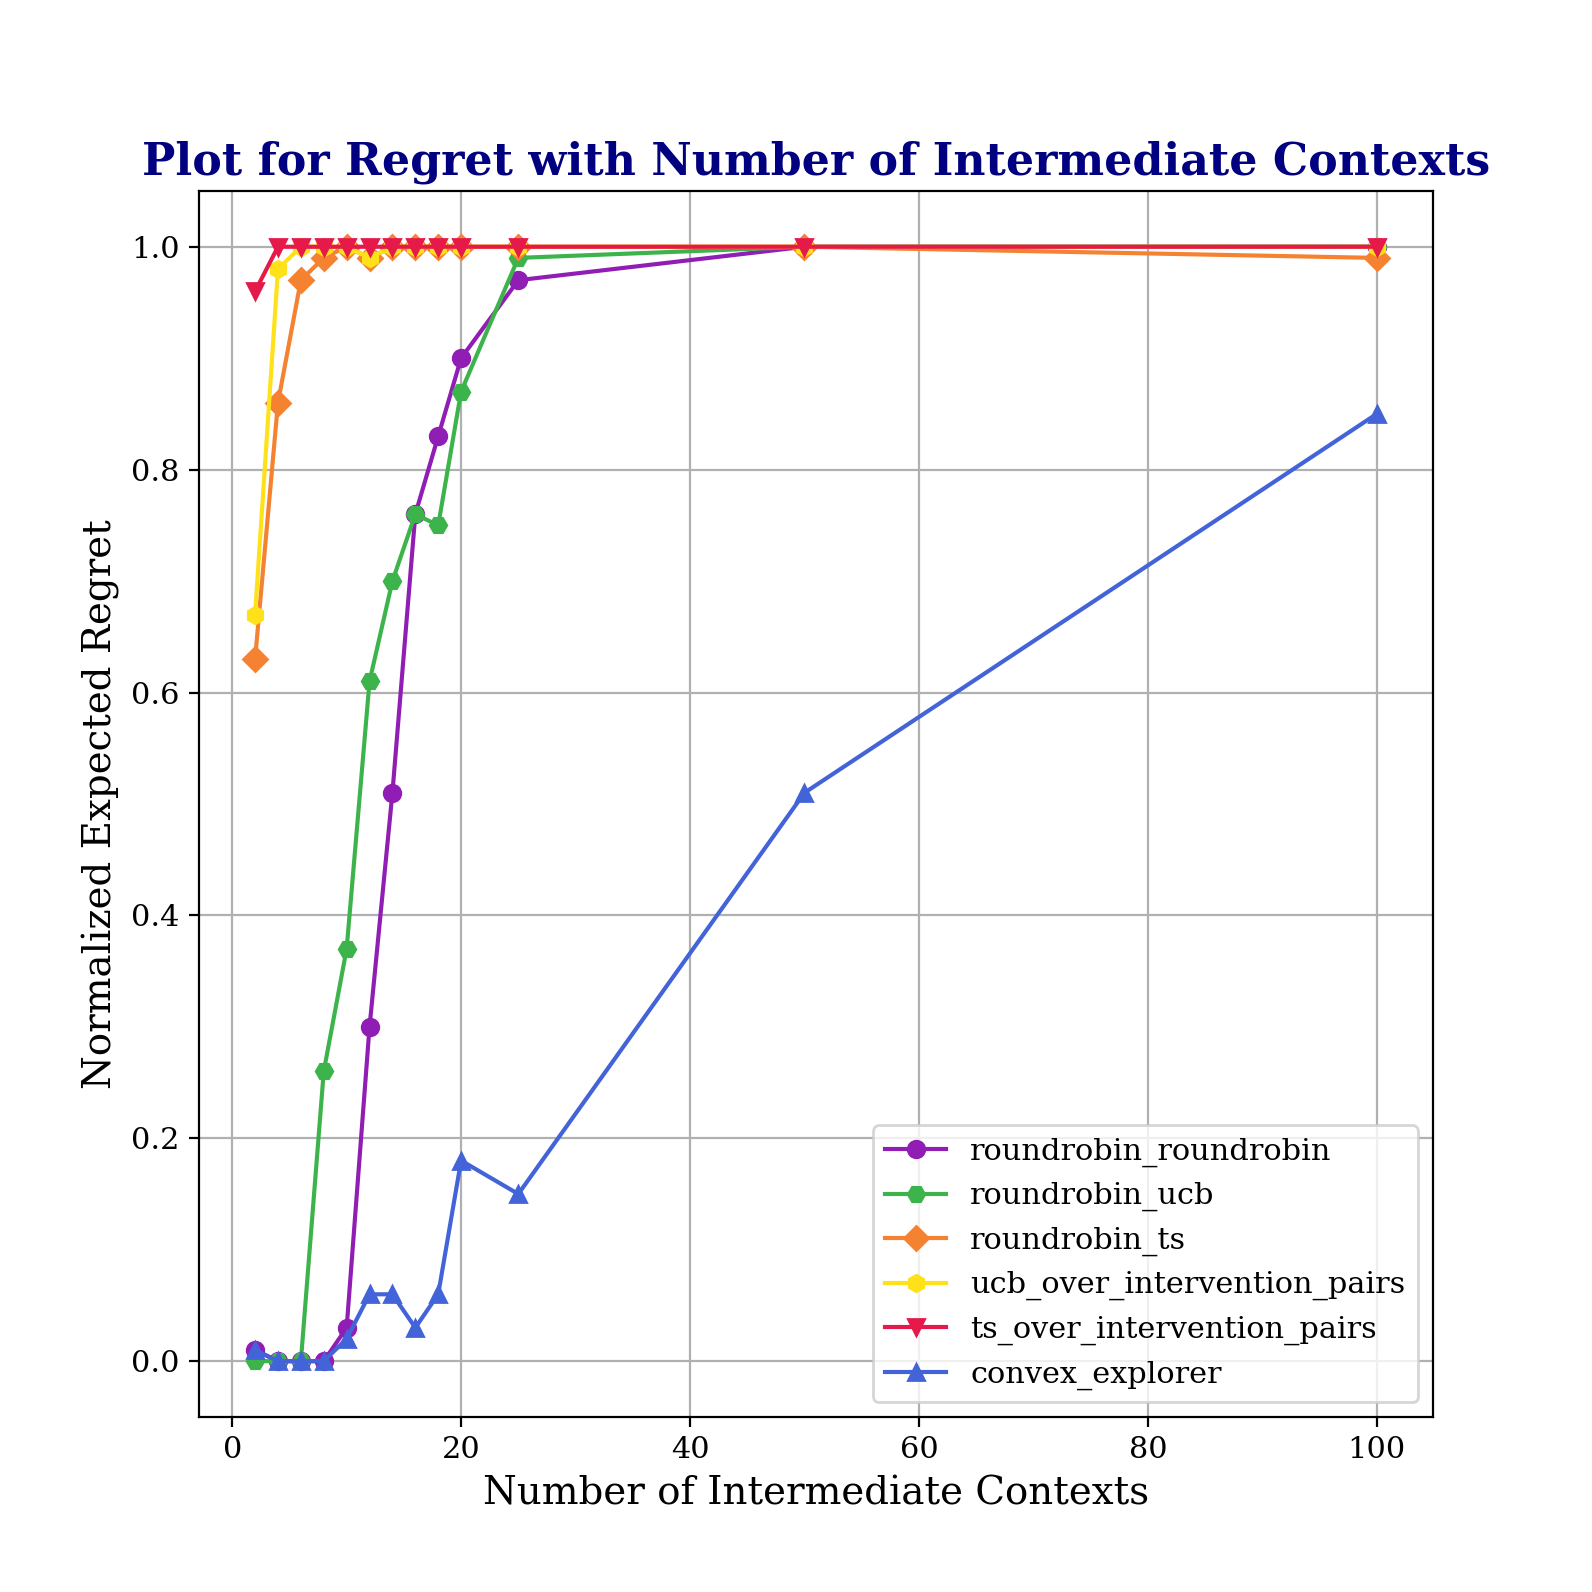 Plot for Regret with Number of Intermediate Contexts
Normalized Expected Regret
1.0
0.8
0.6
0.4
0.2
0.0
roundrobin_roundrobin
roundrobin_ucb
roundrobin_ts
ucb_over_intervention_pairs
ts_over_intervention_pairs
convex_explorer
0 20 40 60 80 100
Number of Intermediate Contexts